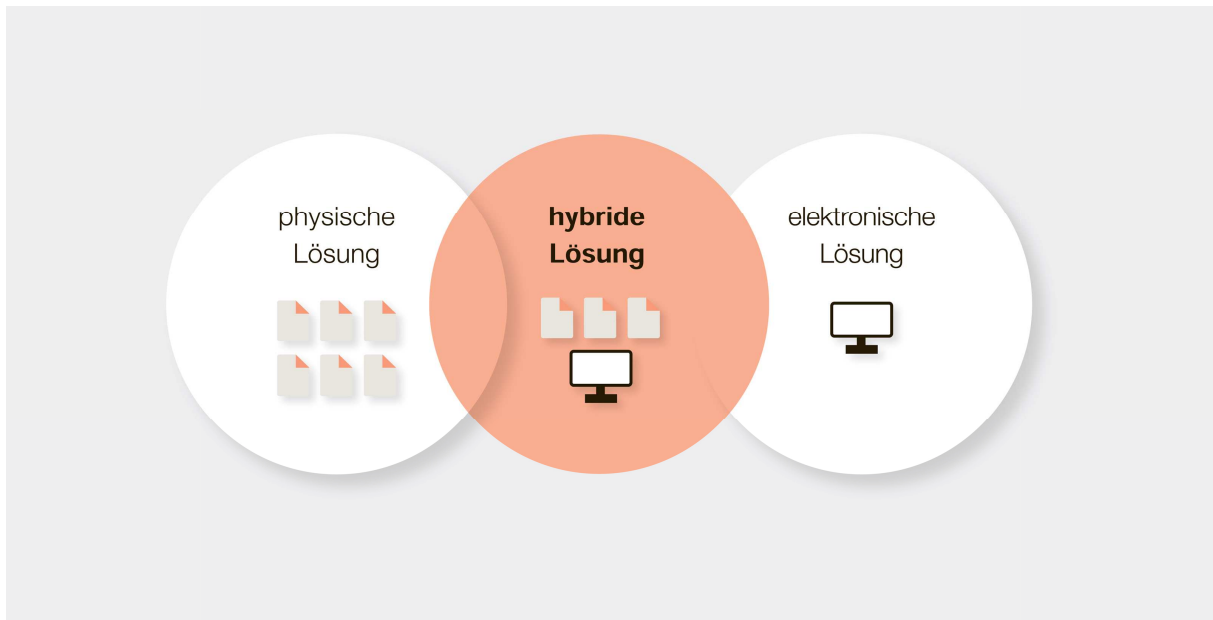 physische
Lösung
hybride
Lösung
elektronische
Lösung